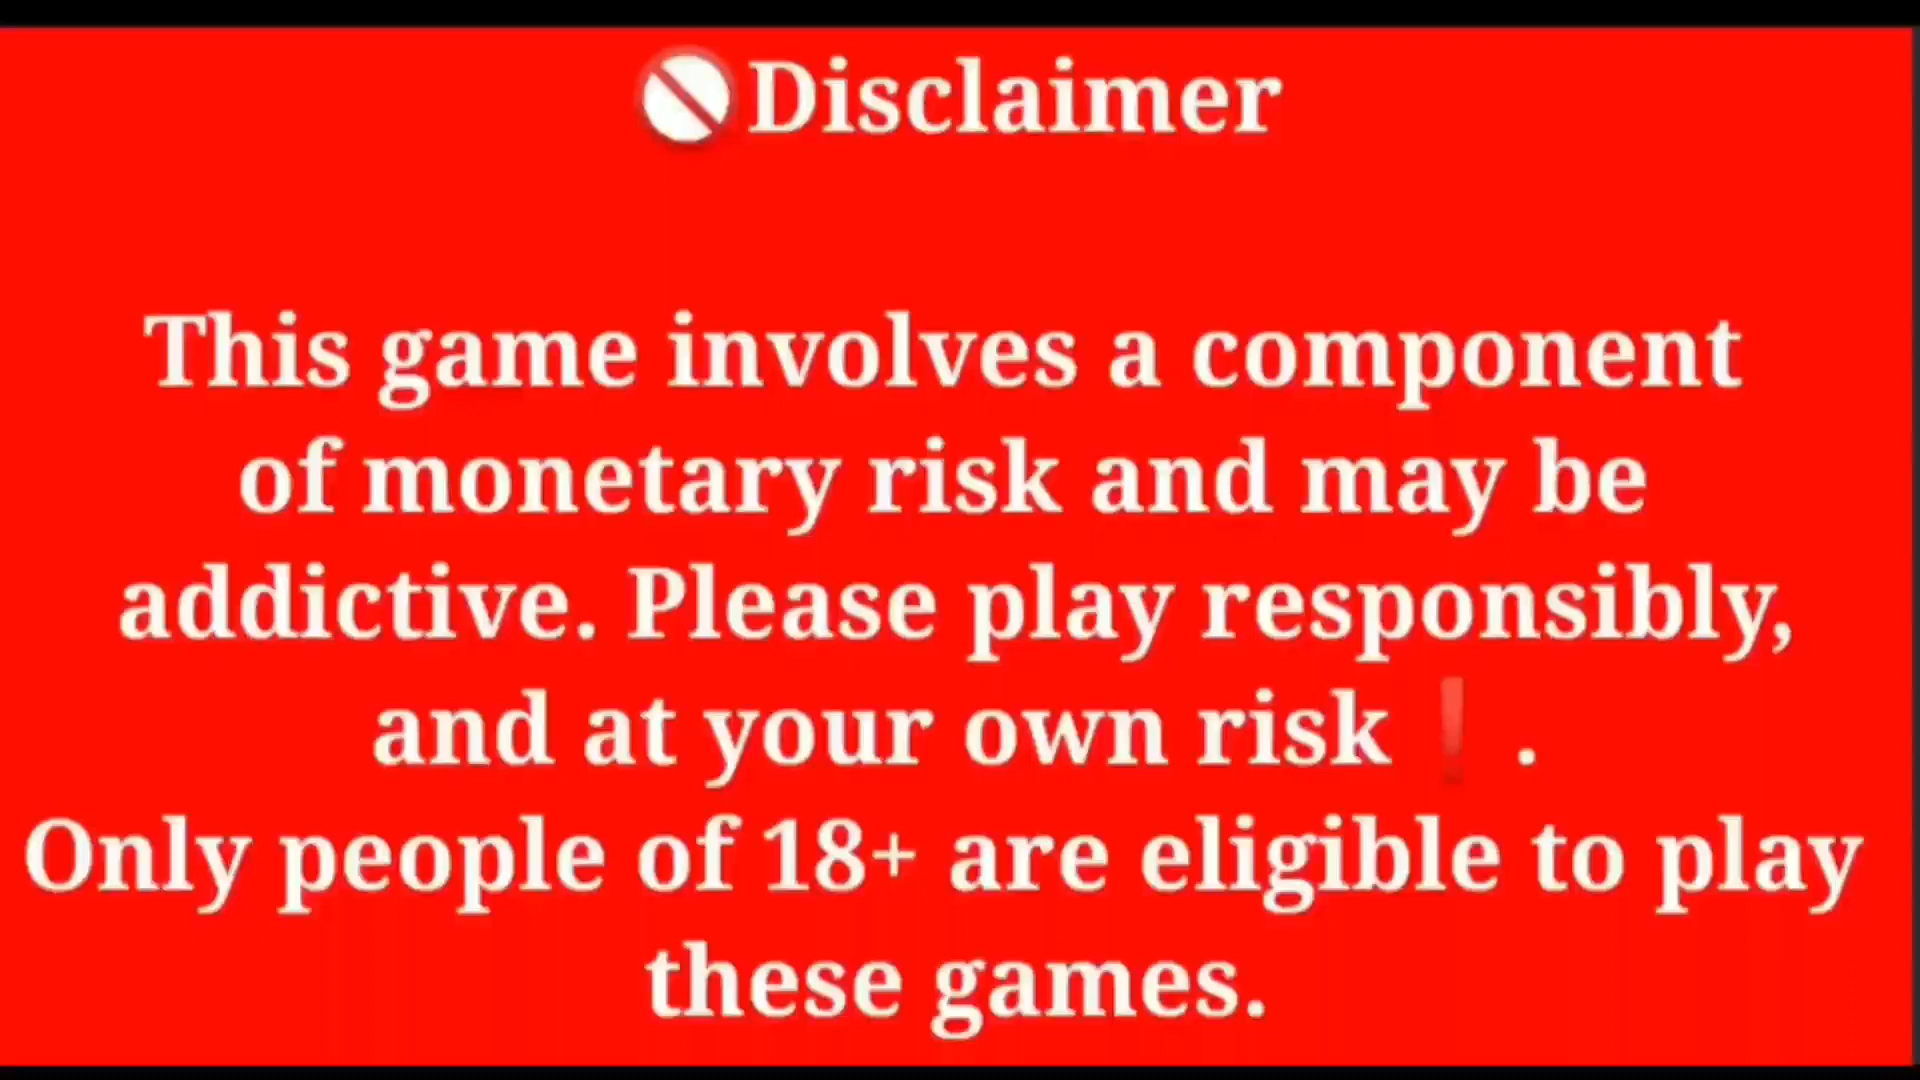 🚫Disclaimer
This game involves a component
of monetary risk and may be
addictive. Please play responsibly,
and at your own risk❗.
Only people of 18+ are eligible to play
these games.